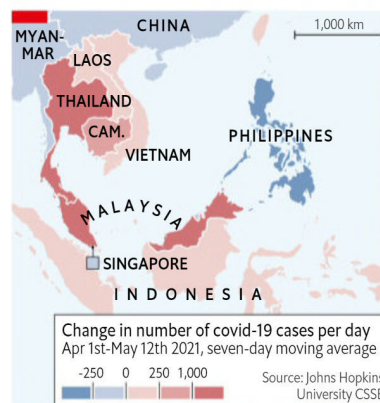 CHINA
1,000 km
MYAN-
MAR
LAOS
THAILAND
CAM.
VIETNAM
PHILIPPINES
MALAYSIA
SINGAPORE
INDONESIA
Change in number of covid-19 cases per day
Apr 1st-May 12th 2021, seven-day moving average
-250 0 250 1,000
Source: Johns Hopkins
University CSSE